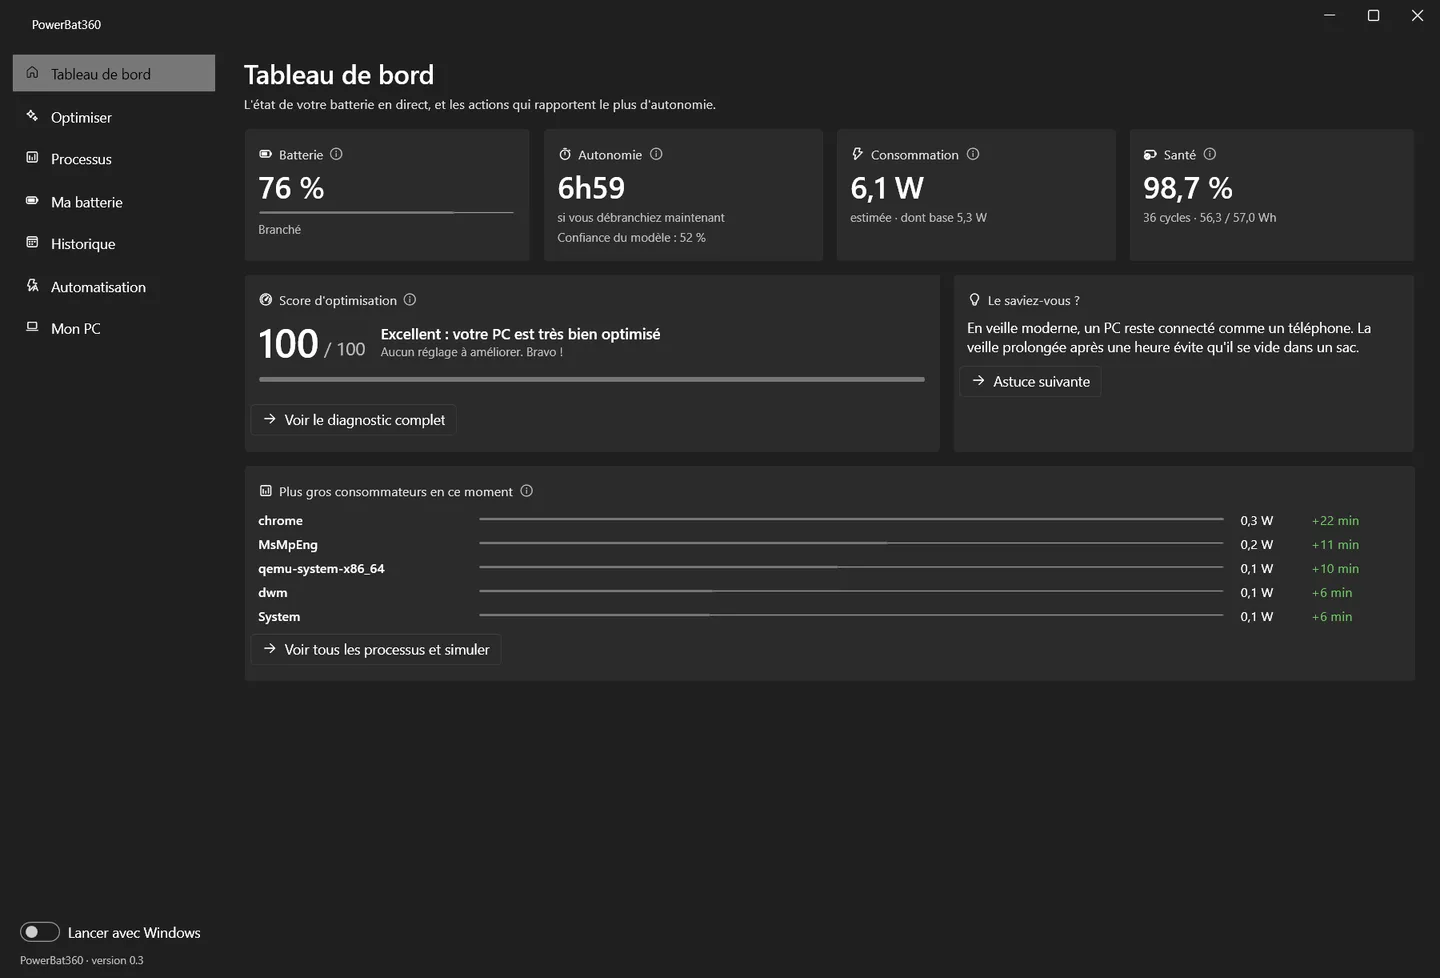 PowerBat360
Tableau de bord
Optimiser
Processus
Ma batterie
Historique
Automatisation
Mon PC
Lancer avec Windows
PowerBat360 · version 0.3
Tableau de bord
L'état de votre batterie en direct, et les actions qui rapportent le plus d'autonomie.
Batterie
76 %
Branché
Autonomie
6h59
si vous débranchiez maintenant
Confiance du modèle : 52 %
Consommation
6,1 W
estimée · dont base 5,3 W
Santé
98,7 %
36 cycles · 56,3 / 57,0 Wh
Score d'optimisation
100 / 100
Excellent : votre PC est très bien optimisé
Aucun réglage à améliorer. Bravo !
Voir le diagnostic complet
Le saviez-vous ?
En veille moderne, un PC reste connecté comme un téléphone. La
veille prolongée après une heure évite qu'il se vide dans un sac.
Astuce suivante
Plus gros consommateurs en ce moment
chrome 0,3 W +22 min
MsMpEng 0,2 W +11 min
qemu-system-x86_64 0,1 W +10 min
dwm 0,1 W +6 min
System 0,1 W +6 min
Voir tous les processus et simuler